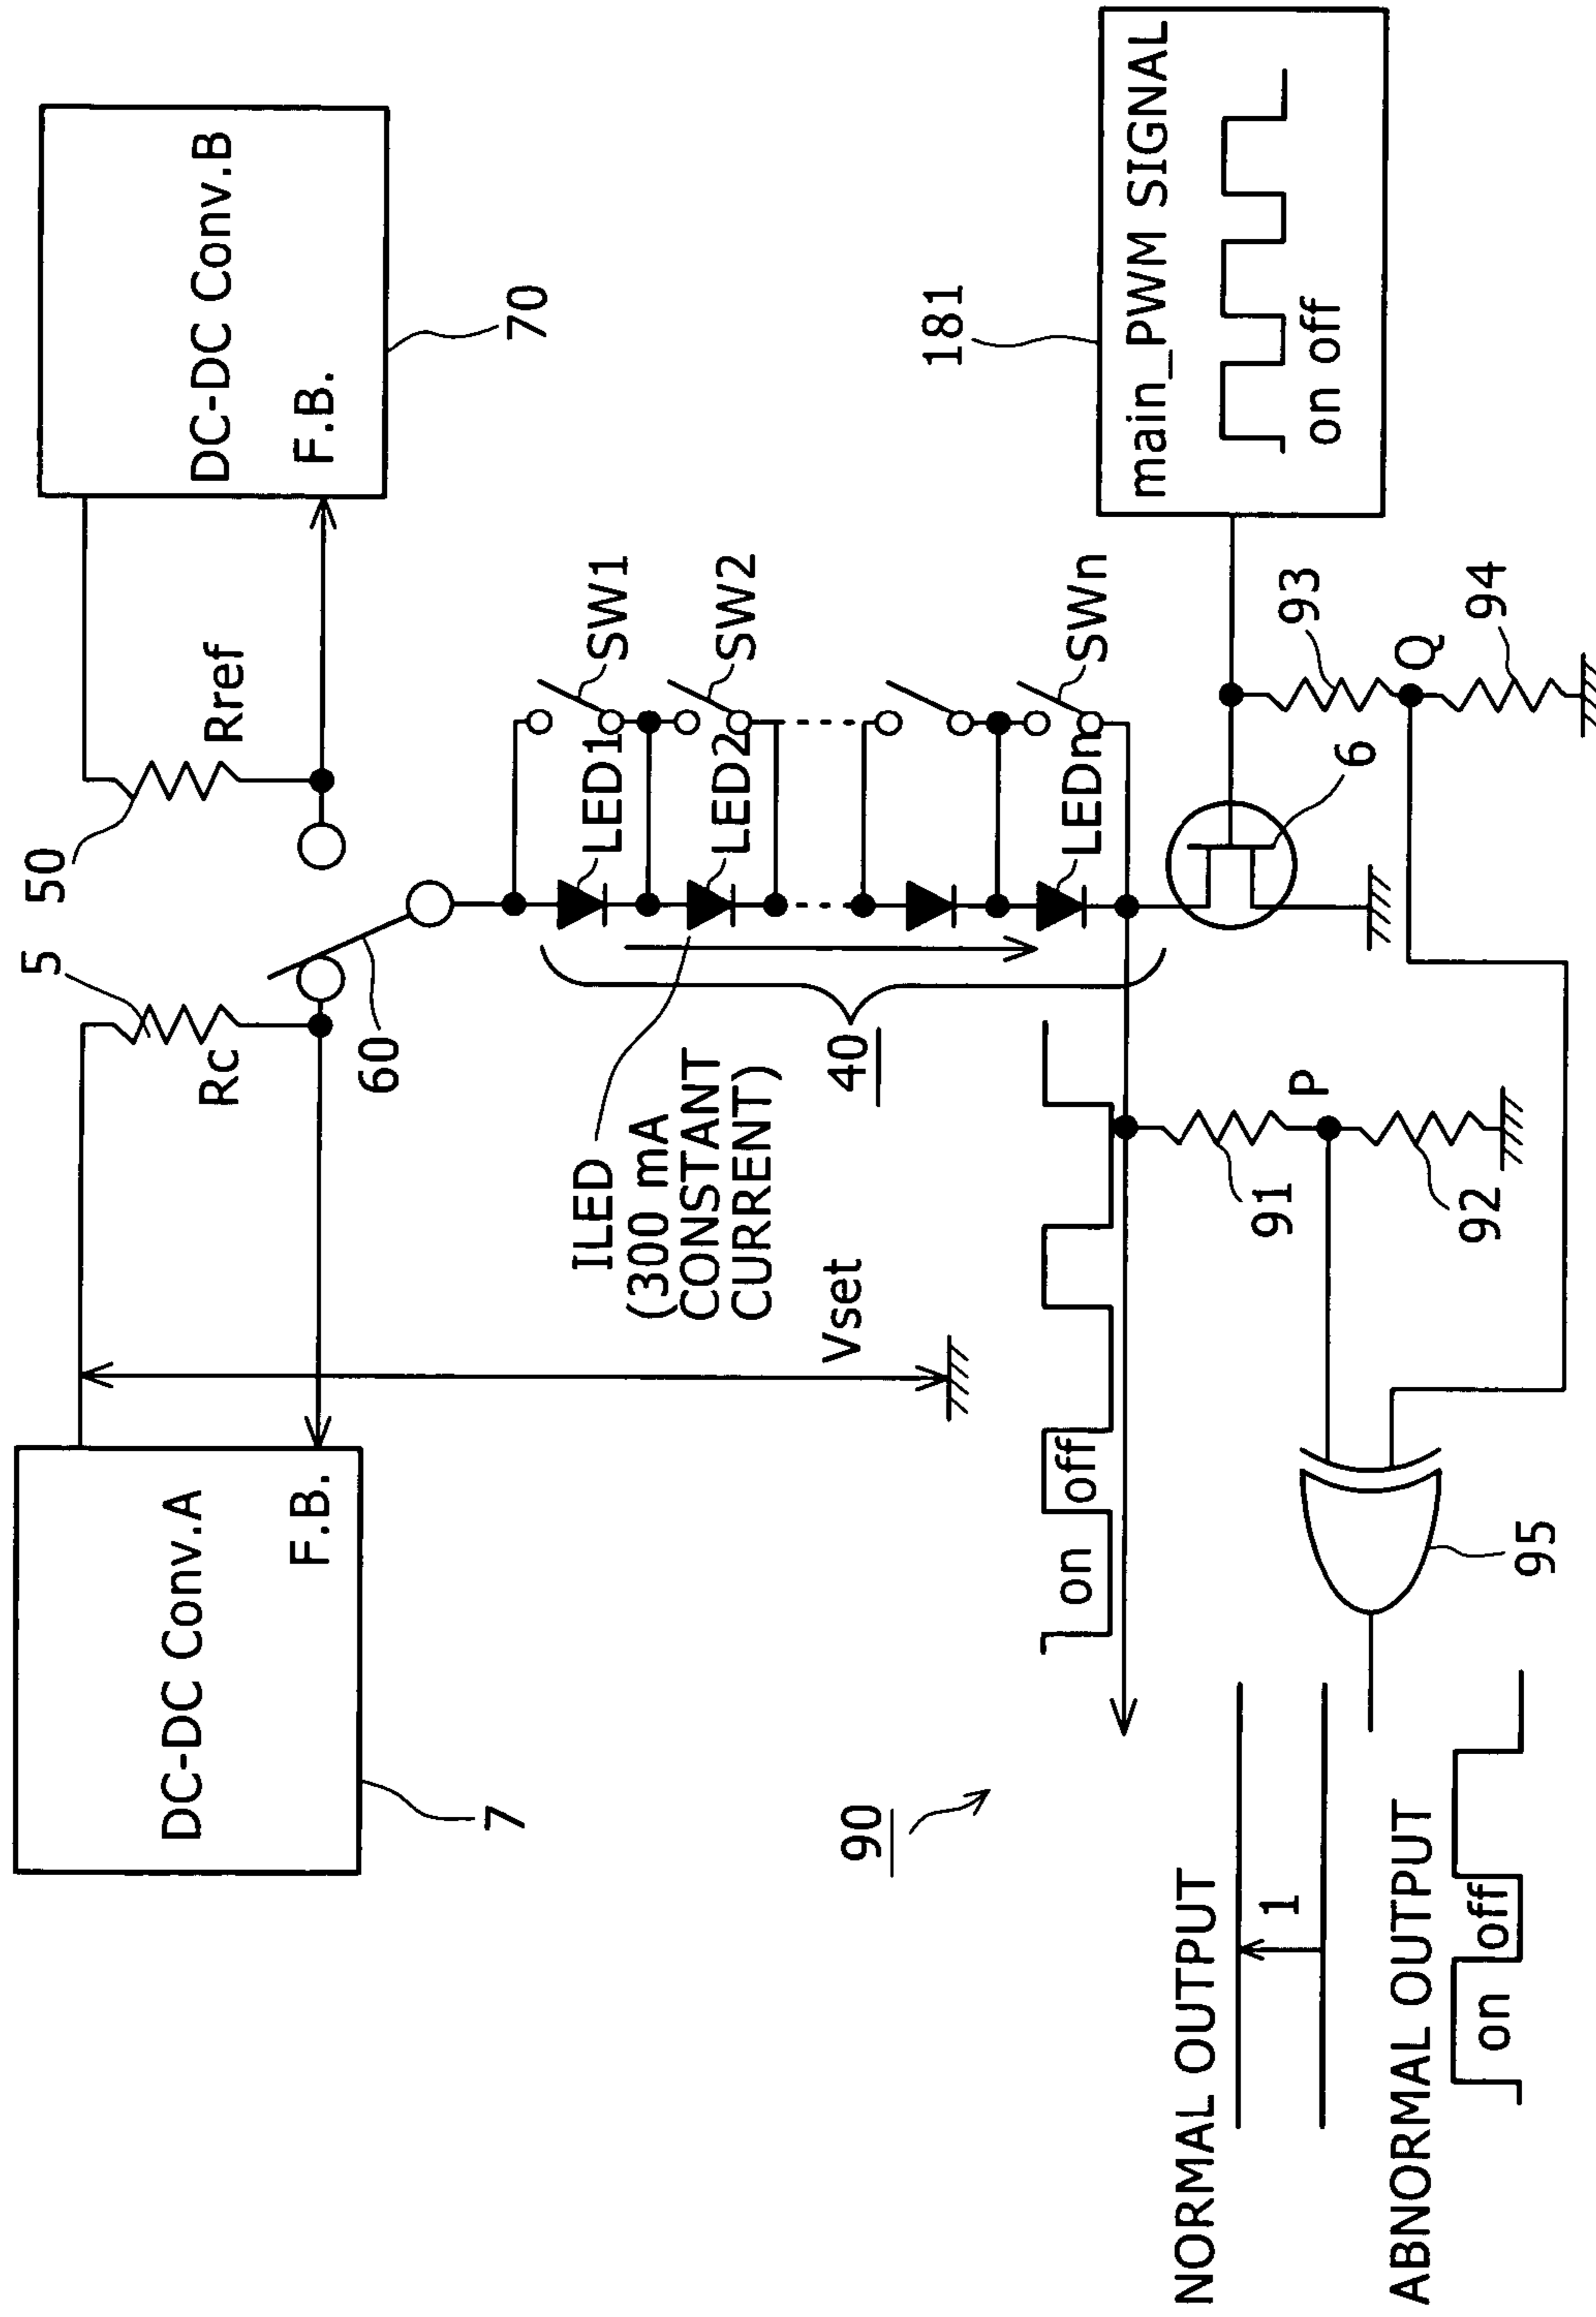 DC-DC Conv.A
F.B.
7
5
Rc
60
50
Rref
DC-DC Conv.B
F.B.
70
ILED
(300 mA
CONSTANT
CURRENT)
Vset
40
LED1
LED2
LEDn
SW1
SW2
SWn
181
main_PWM SIGNAL
on off
90
on
off
91
P
92
6
93
Q
94
95
NORMAL OUTPUT
1
ABNORMAL OUTPUT
on
off